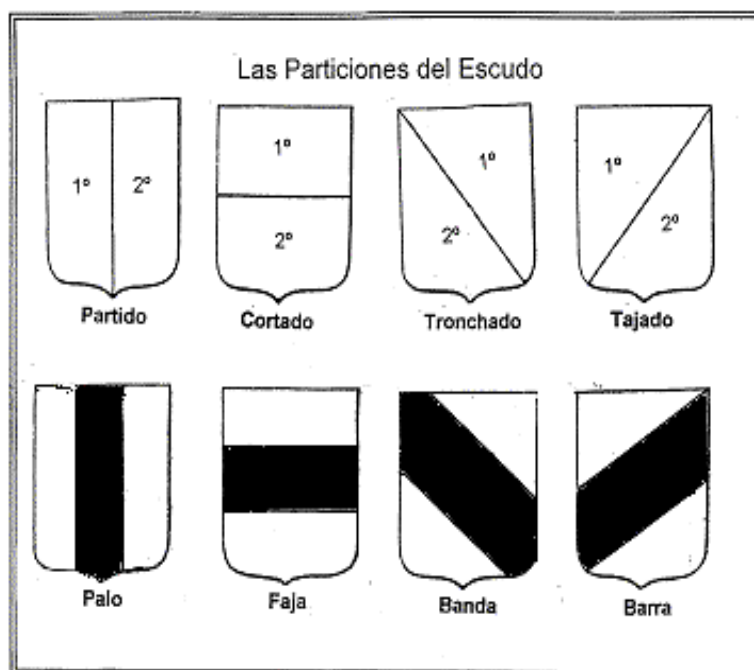 Las Particiones del Escudo
1º 2º
1º
2º
1º
2º
1º
2º
Partido Cortado Tronchado Tajado
Palo Faja Banda Barra